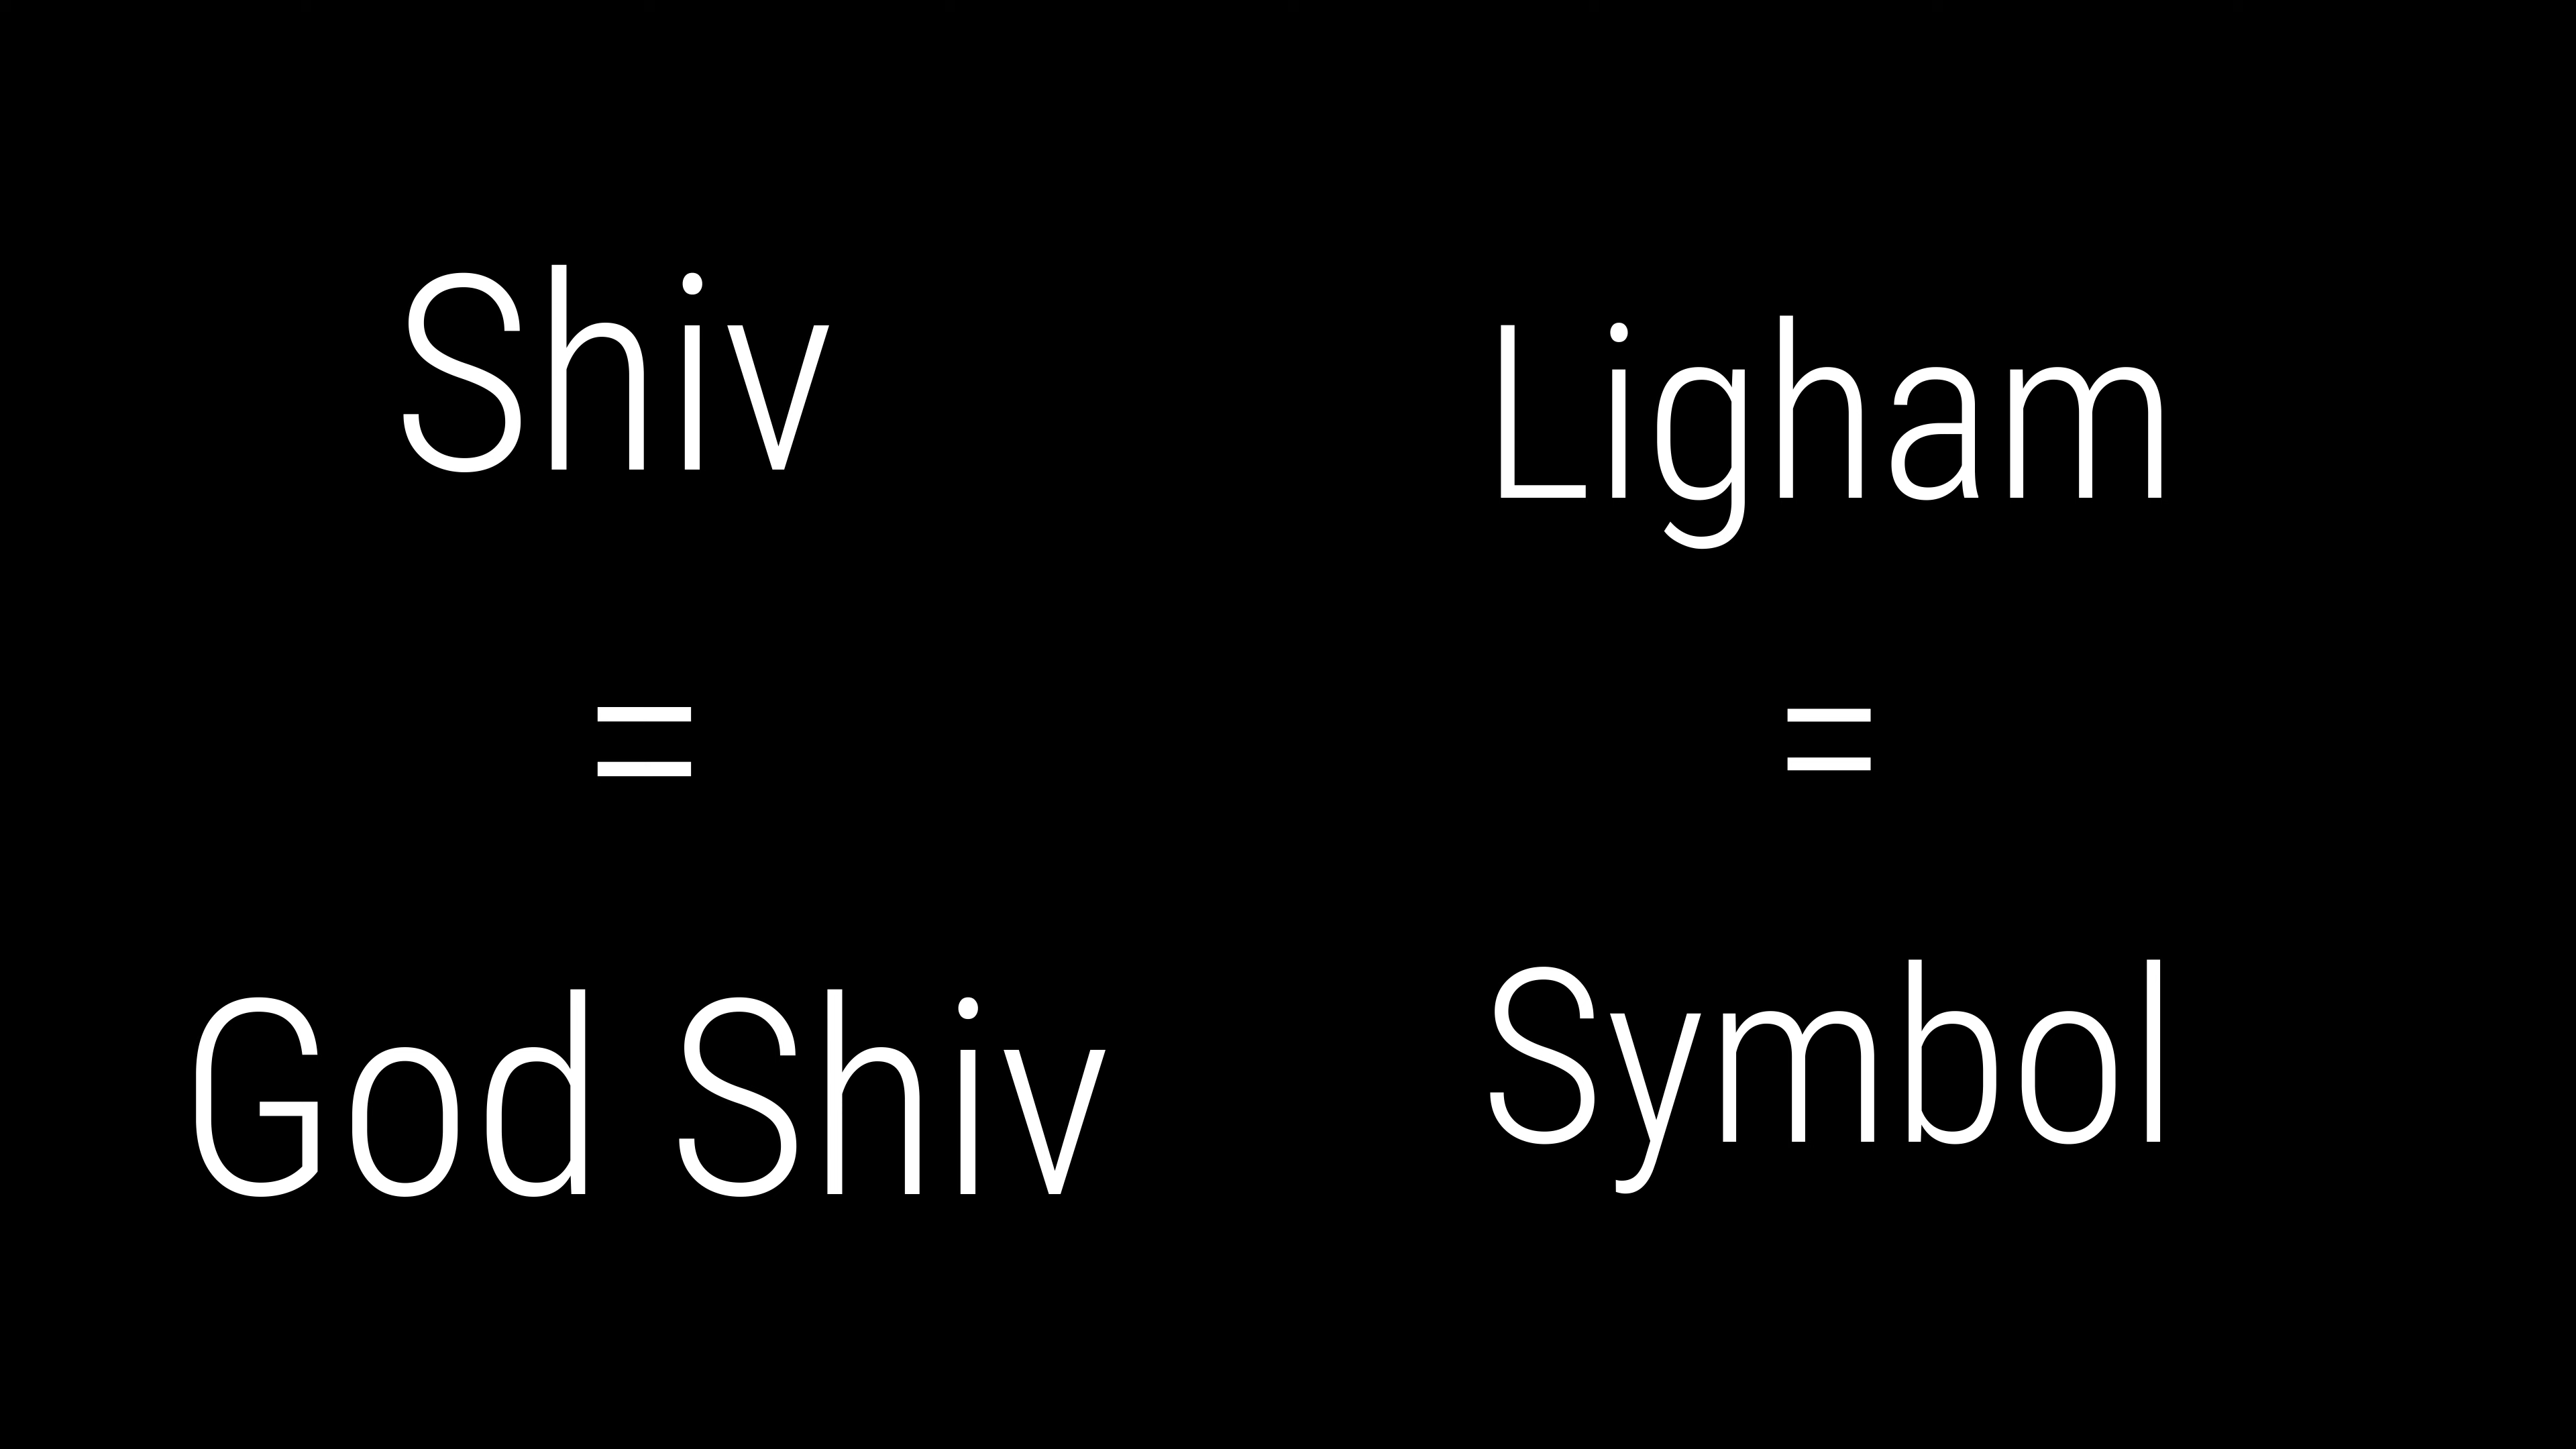 Shiv
=
God Shiv
Ligham
=
Symbol